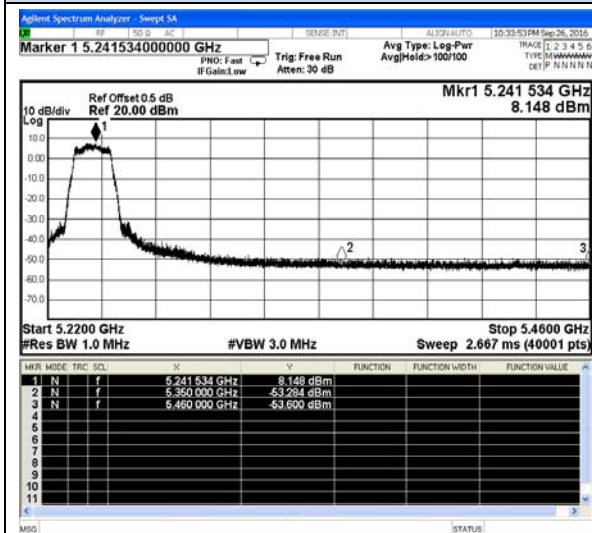 Agilent Spectrum Analyzer - Swept SA
RF 50 Ω AC SENSE:INT ALIGN AUTO 10:33:53 PM Sep 26, 2016
Marker 1 5.241534000000 GHz
PNO: Fast
IFGain:Low
Trig: Free Run
Atten: 30 dB
Avg Type: Log-Pwr
Avg|Hold:> 100/100
TRACE 1 2 3 4 5 6
TYPE MWWWWW
DET P NNNNN
Ref Offset 0.5 dB
10 dB/div Ref 20.00 dBm
Log
Mkr1 5.241 534 GHz
8.148 dBm
10.0
0.00
-10.0
-20.0
-30.0
-40.0
-50.0
-60.0
-70.0
1
2
3
Start 5.2200 GHz Stop 5.4600 GHz
#Res BW 1.0 MHz #VBW 3.0 MHz Sweep 2.667 ms (40001 pts)
MKR MODE TRC SCL X Y FUNCTION FUNCTION WIDTH FUNCTION VALUE
1 N f 5.241 534 GHz 8.148 dBm
2 N f 5.350 000 GHz -53.284 dBm
3 N f 5.460 000 GHz -53.600 dBm
4
5
6
7
8
9
10
11
MSG STATUS